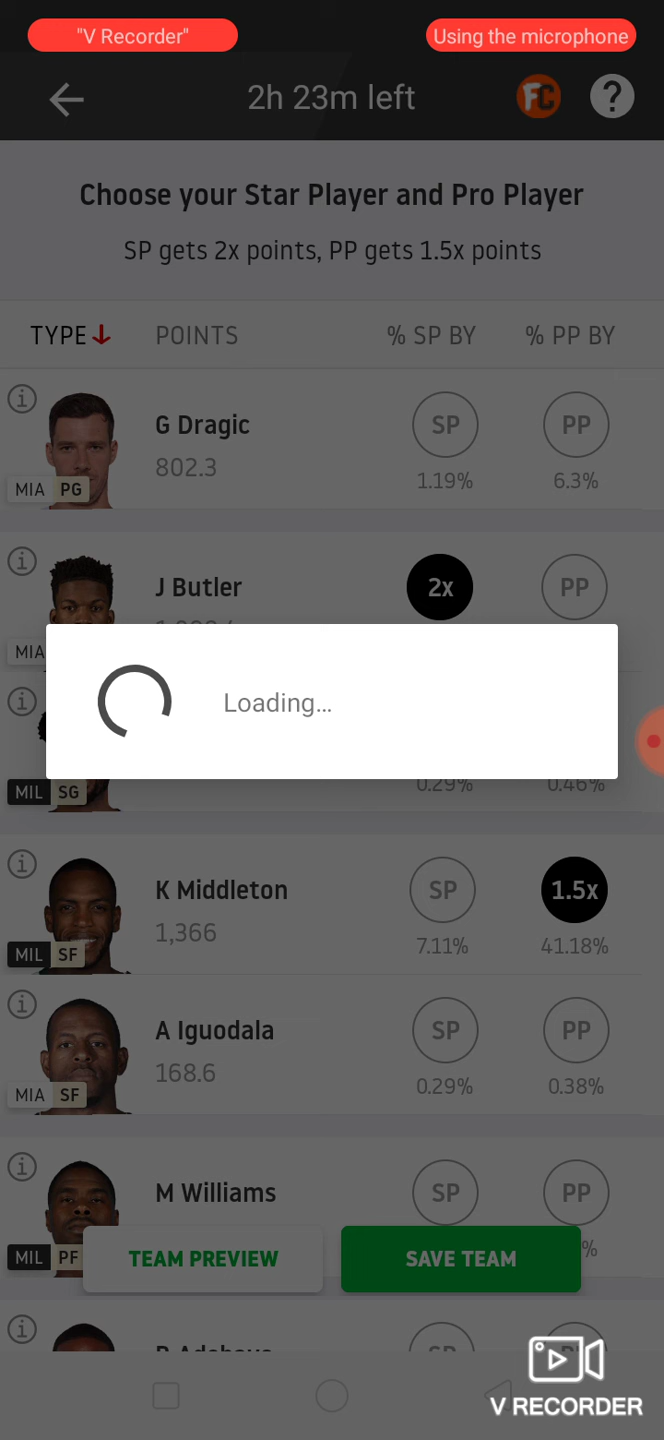 "V Recorder" Using the microphone
2h 23m left FC ?
Choose your Star Player and Pro Player
SP gets 2x points, PP gets 1.5x points
TYPE POINTS % SP BY % PP BY
G Dragic SP PP
802.3
1.19% 6.3%
MIA PG
J Butler 2x PP
MIA
Loading...
0.29% 0.46%
MIL SG
K Middleton SP 1.5x
1,366
7.11% 41.18%
MIL SF
A Iguodala SP PP
168.6
0.29% 0.38%
MIA SF
M Williams SP PP
MIL PF TEAM PREVIEW SAVE TEAM %
SP
V RECORDER